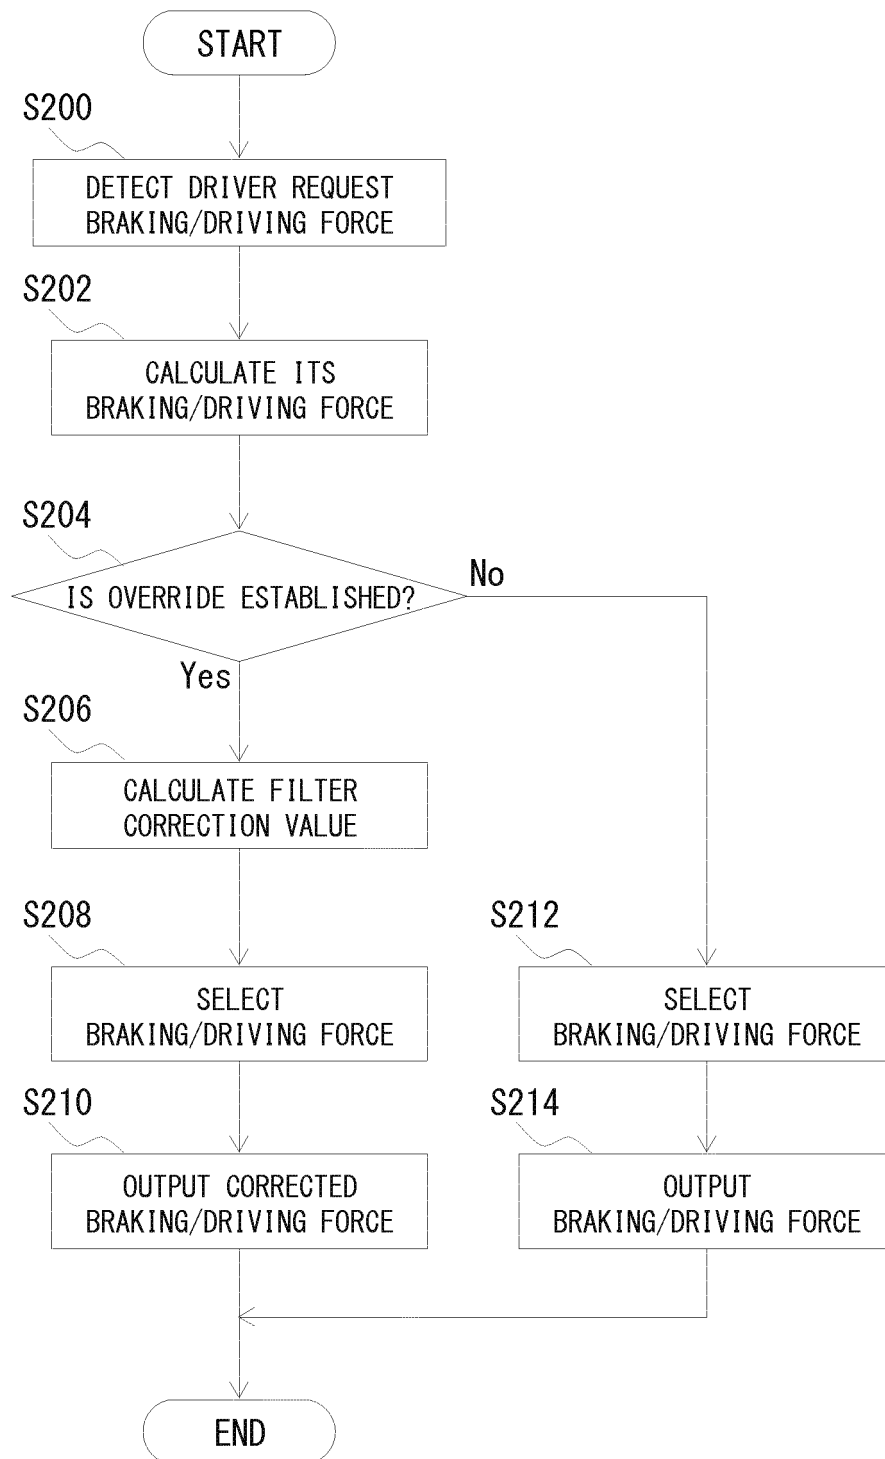 START
S200
DETECT DRIVER REQUEST
BRAKING/DRIVING FORCE
S202
CALCULATE ITS
BRAKING/DRIVING FORCE
S204
IS OVERRIDE ESTABLISHED?
No
Yes
S206
CALCULATE FILTER
CORRECTION VALUE
S208
SELECT
BRAKING/DRIVING FORCE
S210
OUTPUT CORRECTED
BRAKING/DRIVING FORCE
S212
SELECT
BRAKING/DRIVING FORCE
S214
OUTPUT
BRAKING/DRIVING FORCE
END